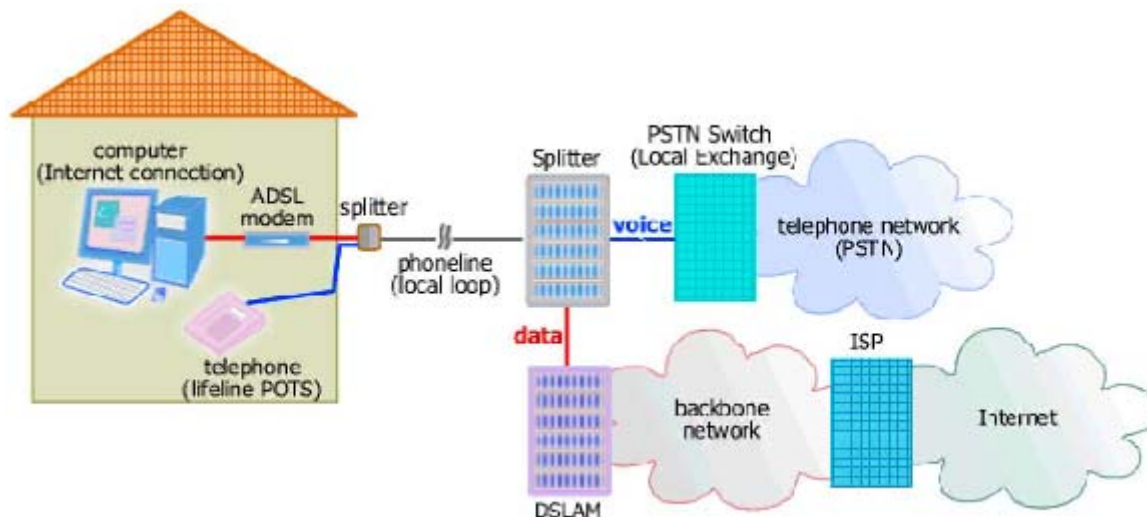 computer
(Internet connection)
ADSL
modem
splitter
telephone
(lifeline POTS)
phoneline
(local loop)
Splitter
voice
PSTN Switch
(Local Exchange)
telephone network
(PSTN)
data
DSLAM
backbone
network
ISP
Internet